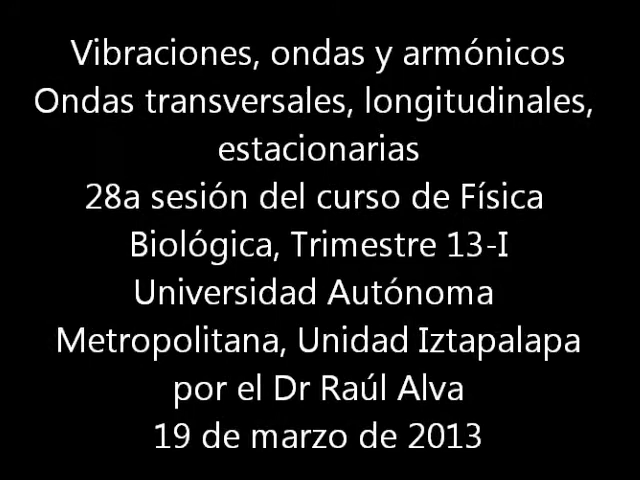 Vibraciones, ondas y armónicos
Ondas transversales, longitudinales,
estacionarias
28a sesión del curso de Física
Biológica, Trimestre 13-I
Universidad Autónoma
Metropolitana, Unidad Iztapalapa
por el Dr Raúl Alva
19 de marzo de 2013